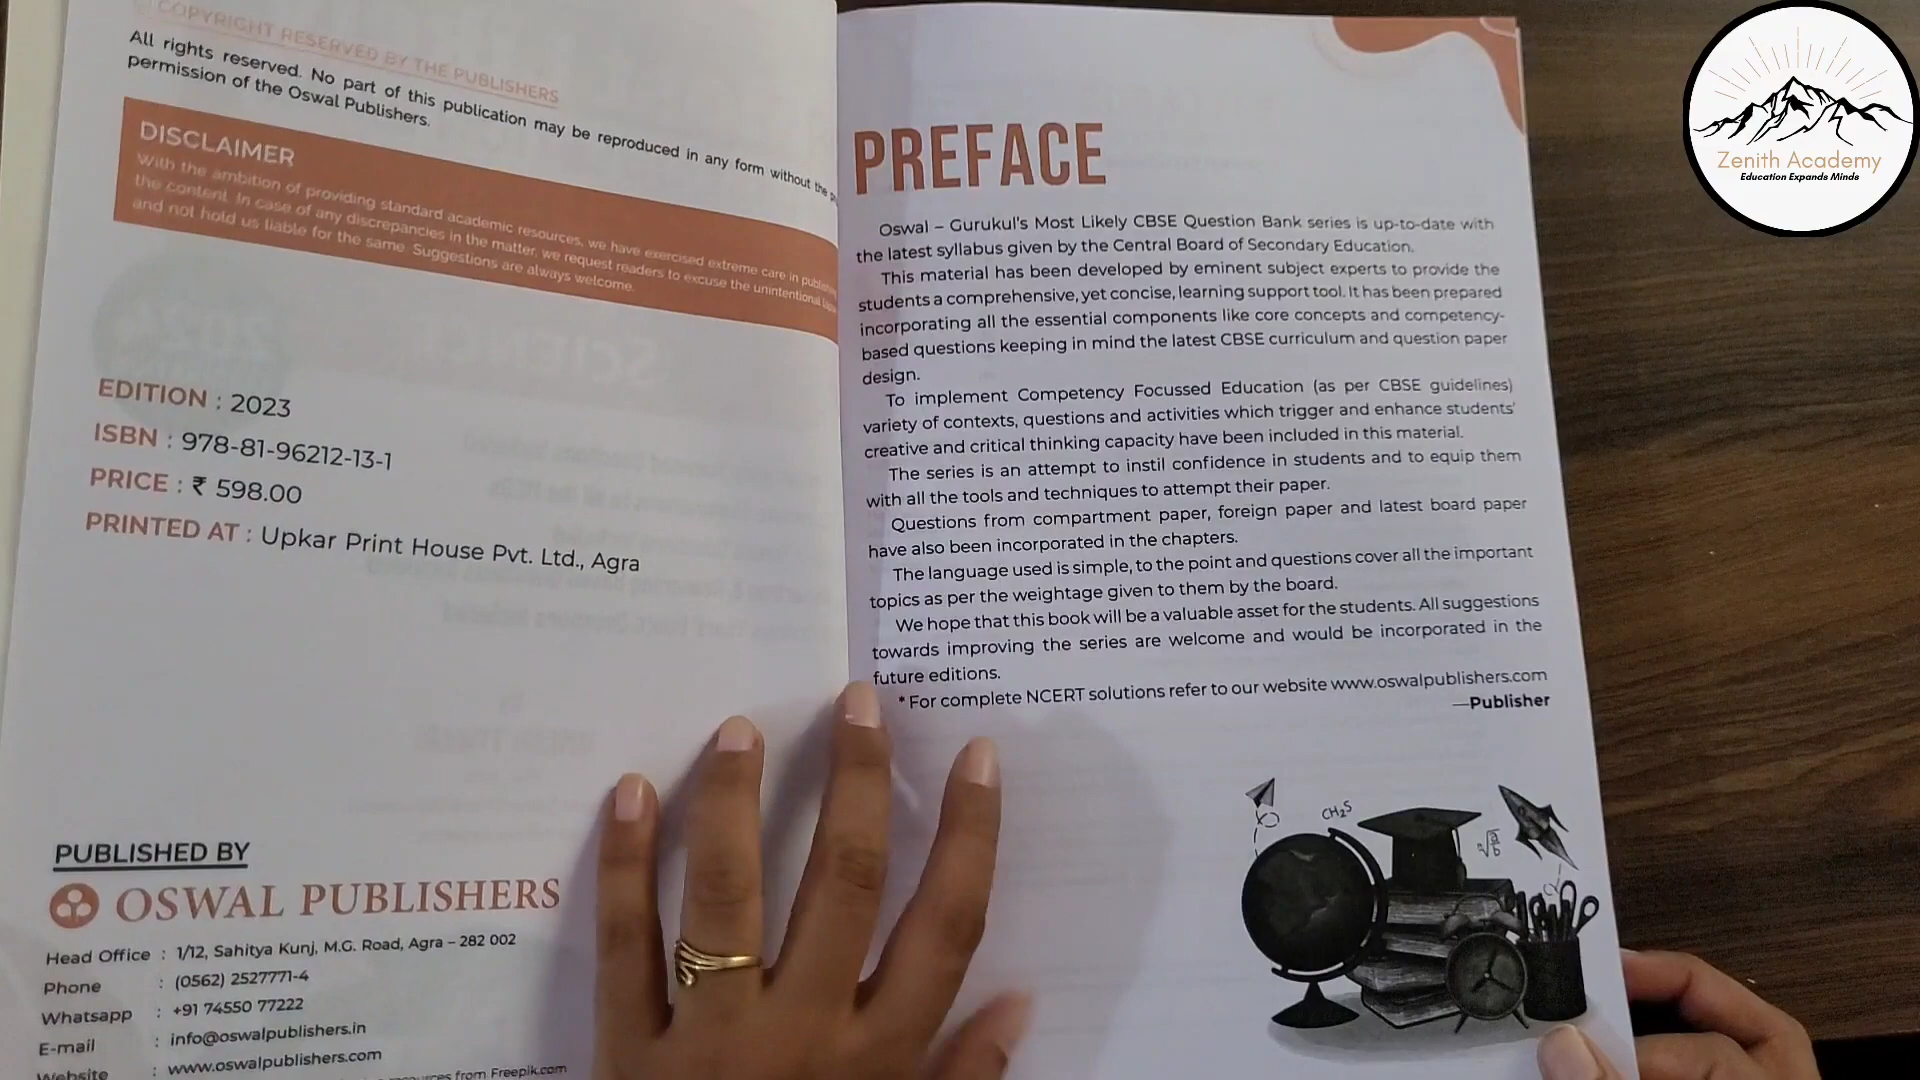 COPYRIGHT RESERVED BY THE PUBLISHERS
All rights reserved. No part of this publication may be reproduced in any form without the
permission of the Oswal Publishers.
DISCLAIMER
With the ambition of providing standard academic resources, we have exercised extreme care in
the content. In case of any discrepancies in the matter, we request readers to excuse the unintentional
and not hold us liable for the same. Suggestions are always welcome.
EDITION : 2023
ISBN : 978-81-96212-13-1
PRICE : ₹ 598.00
PRINTED AT : Upkar Print House Pvt. Ltd., Agra
PUBLISHED BY
OSWAL PUBLISHERS
Head Office : 1/12, Sahitya Kunj, M.G. Road, Agra – 282 002
Phone : (0562) 2527771-4
Whatsapp : +91 74550 77222
E-mail : info@oswalpublishers.in
Website : www.oswalpublishers.com
resources from Freepik.com
PREFACE
Oswal – Gurukul's Most Likely CBSE Question Bank series is up-to-date with
the latest syllabus given by the Central Board of Secondary Education.
This material has been developed by eminent subject experts to provide the
students a comprehensive, yet concise, learning support tool. It has been prepared
incorporating all the essential components like core concepts and competency-
based questions keeping in mind the latest CBSE curriculum and question paper
design.
To implement Competency Focussed Education (as per CBSE guidelines)
variety of contexts, questions and activities which trigger and enhance students'
creative and critical thinking capacity have been included in this material.
The series is an attempt to instil confidence in students and to equip them
with all the tools and techniques to attempt their paper.
Questions from compartment paper, foreign paper and latest board paper
have also been incorporated in the chapters.
The language used is simple, to the point and questions cover all the important
topics as per the weightage given to them by the board.
We hope that this book will be a valuable asset for the students. All suggestions
towards improving the series are welcome and would be incorporated in the
future editions.
* For complete NCERT solutions refer to our website www.oswalpublishers.com
—Publisher
CH₂S
Zenith Academy
Education Expands Minds